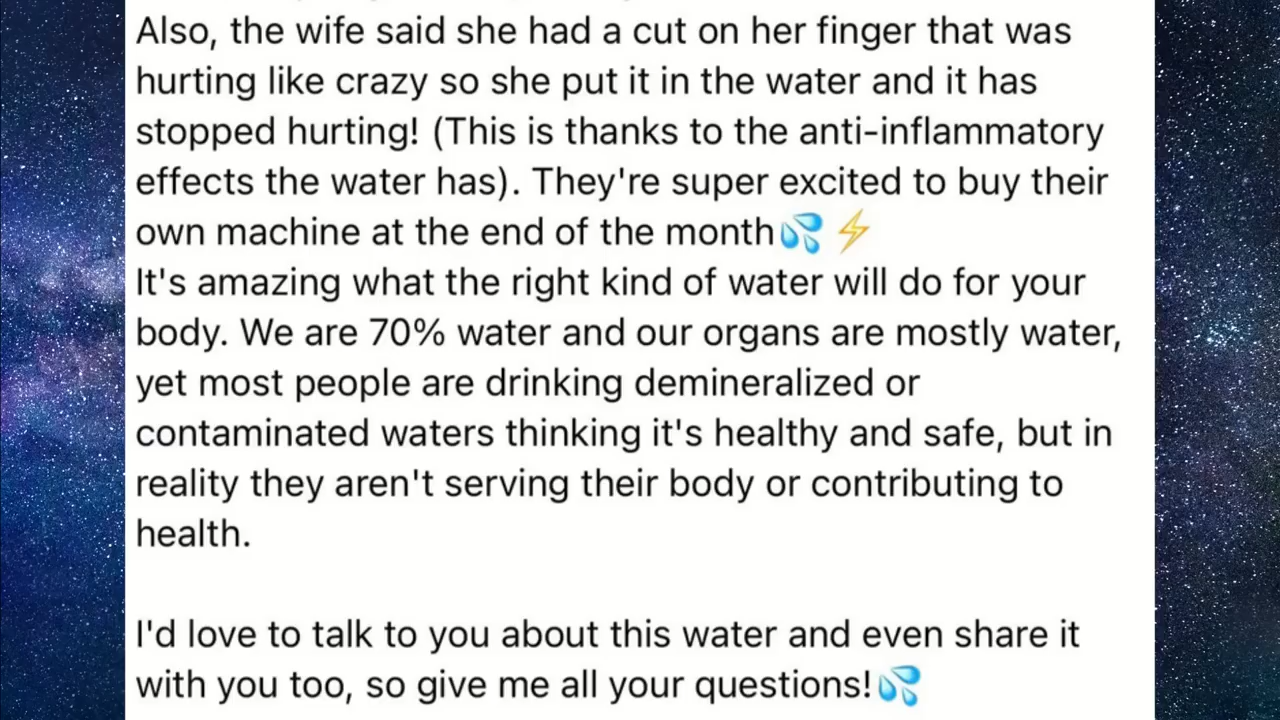 Also, the wife said she had a cut on her finger that was
hurting like crazy so she put it in the water and it has
stopped hurting! (This is thanks to the anti-inflammatory
effects the water has). They're super excited to buy their
own machine at the end of the month💦⚡
It's amazing what the right kind of water will do for your
body. We are 70% water and our organs are mostly water,
yet most people are drinking demineralized or
contaminated waters thinking it's healthy and safe, but in
reality they aren't serving their body or contributing to
health.
I'd love to talk to you about this water and even share it
with you too, so give me all your questions!💦